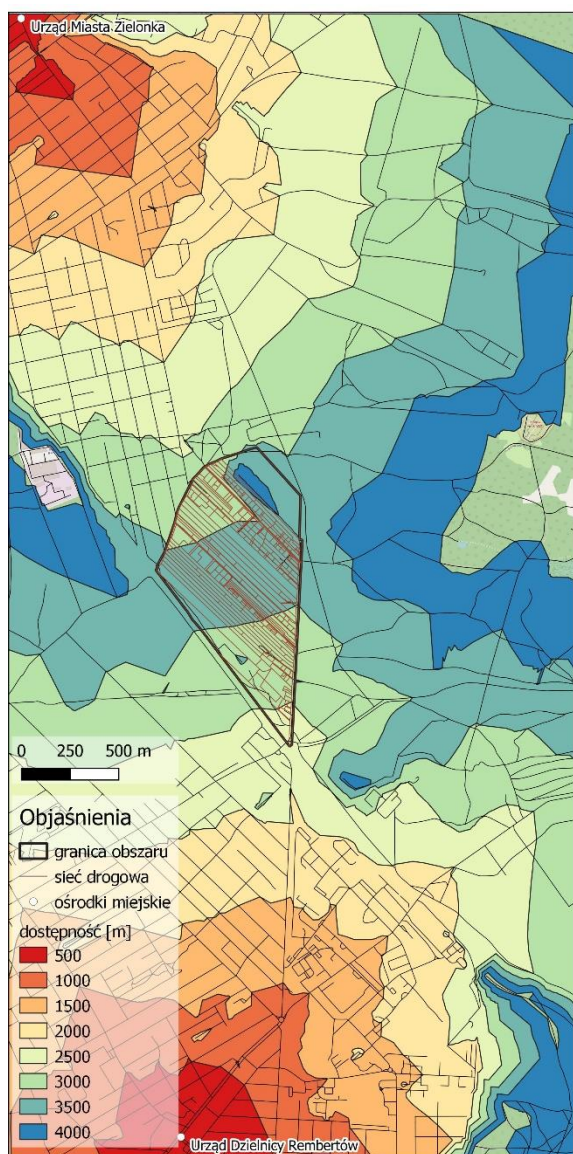 Urząd Miasta Zielonka
0 250 500 m
Objaśnienia
granica obszaru
sieć drogowa
ośrodki miejskie
dostępność [m]
500
1000
1500
2000
2500
3000
3500
4000
Urząd Dzielnicy Rembertów